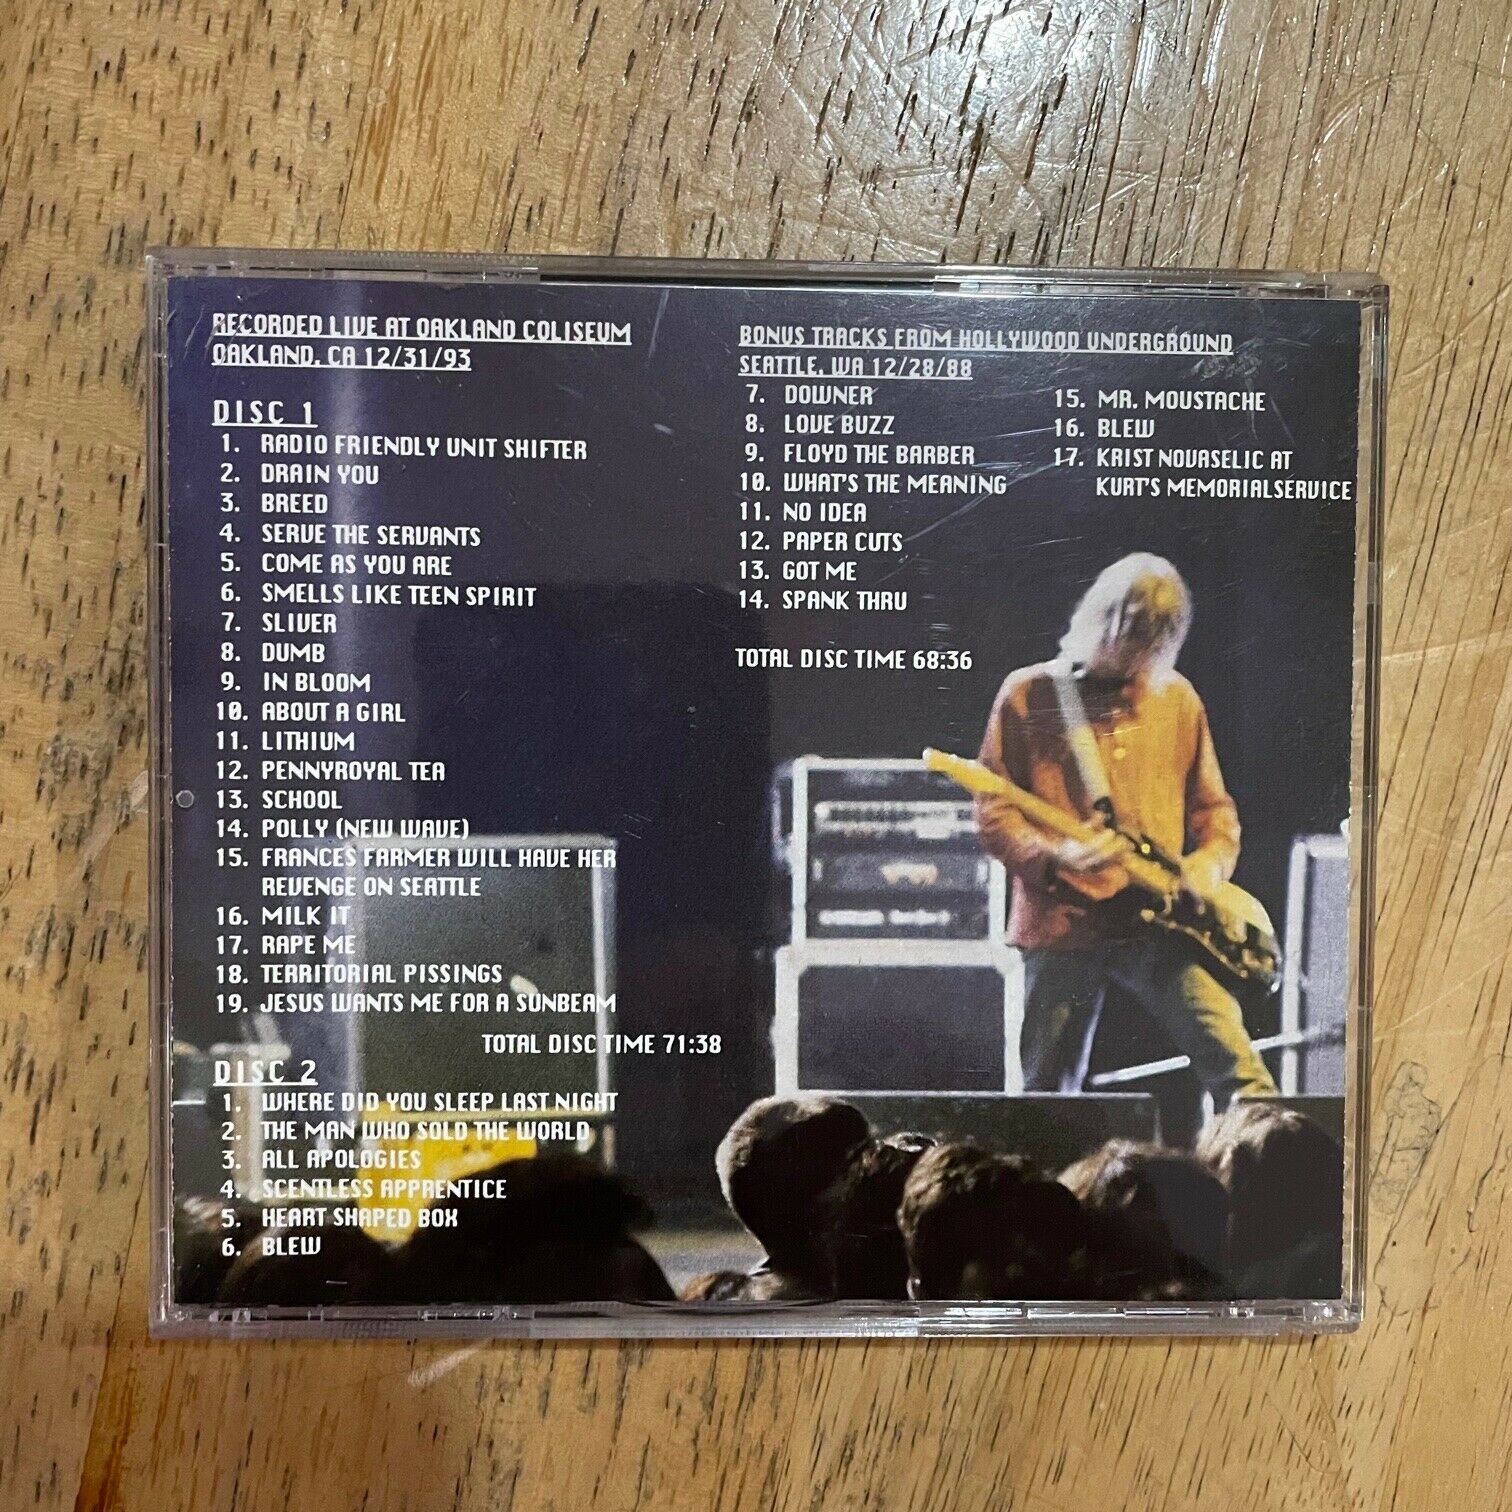 RECORDED LIVE AT OAKLAND COLISEUM
OAKLAND, CA 12/31/93
DISC 1
1. RADIO FRIENDLY UNIT SHIFTER
2. DRAIN YOU
3. BREED
4. SERVE THE SERVANTS
5. COME AS YOU ARE
6. SMELLS LIKE TEEN SPIRIT
7. SLIVER
8. DUMB
9. IN BLOOM
10. ABOUT A GIRL
11. LITHIUM
12. PENNYROYAL TEA
13. SCHOOL
14. POLLY (NEW WAVE)
15. FRANCES FARMER WILL HAVE HER
REVENGE ON SEATTLE
16. MILK IT
17. RAPE ME
18. TERRITORIAL PISSINGS
19. JESUS WANTS ME FOR A SUNBEAM
TOTAL DISC TIME 71:38
DISC 2
1. WHERE DID YOU SLEEP LAST NIGHT
2. THE MAN WHO SOLD THE WORLD
3. ALL APOLOGIES
4. SCENTLESS APPRENTICE
5. HEART SHAPED BOX
6. BLEW
BONUS TRACKS FROM HOLLYWOOD UNDERGROUND
SEATTLE, WA 12/28/88
7. DOWNER
8. LOVE BUZZ
9. FLOYD THE BARBER
10. WHAT'S THE MEANING
11. NO IDEA
12. PAPER CUTS
13. GOT ME
14. SPANK THRU
15. MR. MOUSTACHE
16. BLEW
17. KRIST NOVASELIC AT
KURT'S MEMORIALSERVICE
TOTAL DISC TIME 68:36